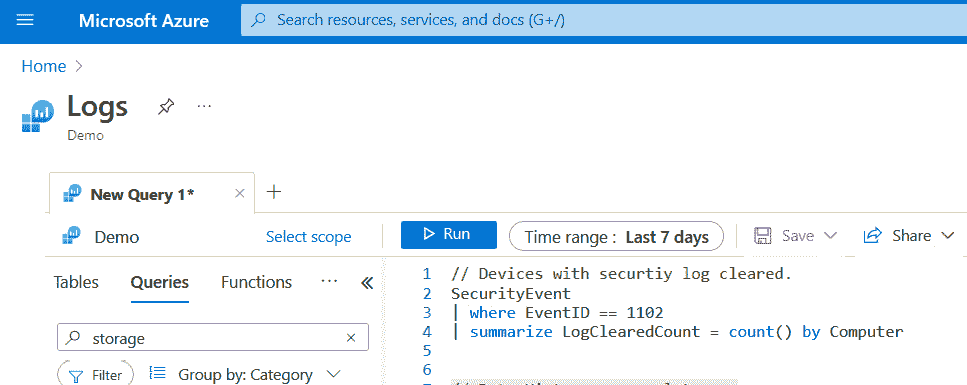 Microsoft Azure
Search resources, services, and docs (G+/)
Home
Logs
Demo
New Query 1*
Demo
Select scope
Run
Time range : Last 7 days
Save
Share
Tables
Queries
Functions
storage
Filter
Group by: Category
1 // Devices with securtiy log cleared.
2 SecurityEvent
3 | where EventID == 1102
4 | summarize LogClearedCount = count() by Computer
5
6